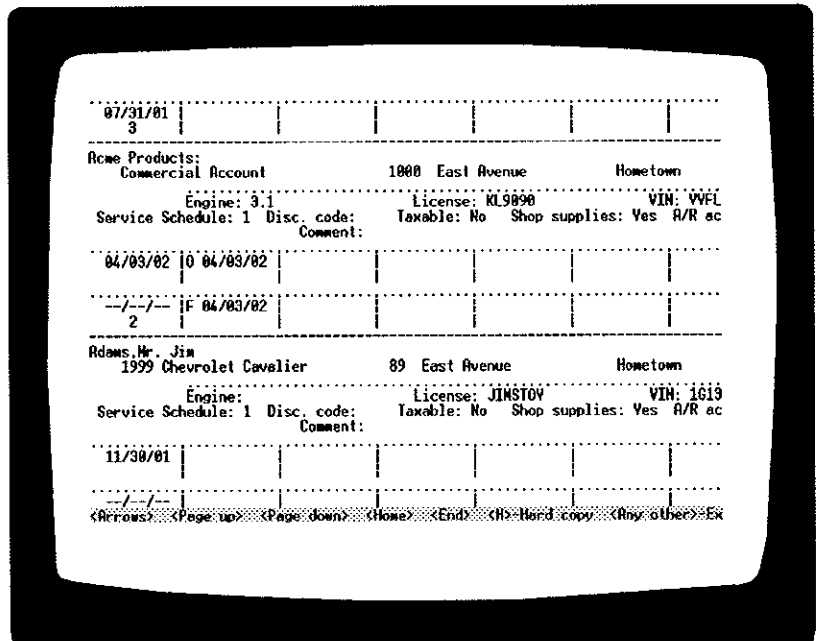 07/31/01
3
Acme Products:
Commercial Account 1000 East Avenue Hometown
Engine: 3.1 License: KL9090 VIN: VYFL
Service Schedule: 1 Disc. code: Taxable: No Shop supplies: Yes A/R ac
Comment:
04/03/02 O 04/03/02
--/--/-- F 04/03/02
2
Adams,Mr. Jim
1999 Chevrolet Cavalier 89 East Avenue Hometown
Engine: License: JIMSTOY VIN: 1G13
Service Schedule: 1 Disc. code: Taxable: No Shop supplies: Yes A/R ac
Comment:
11/30/01
--/--/--
<Arrows> <Page up> <Page down> <Home> <End> <H>-Hard copy <Any other>-Ex